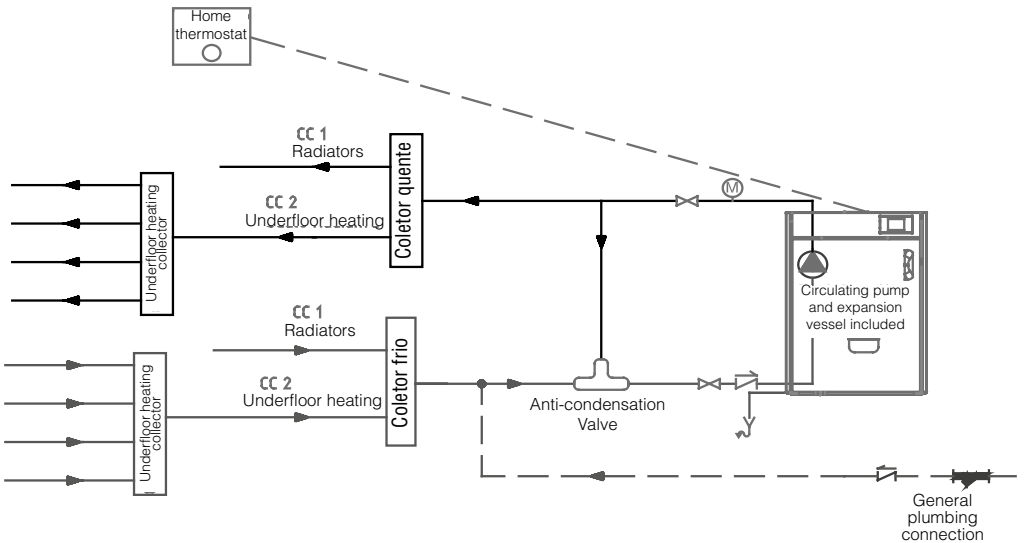 Home
thermostat
CC 1
Radiators
CC 2
Underfloor heating
Coletor quente
Underfloor heating
collector
M
Circulating pump
and expansion
vessel included
CC 1
Radiators
CC 2
Underfloor heating
Coletor frio
Underfloor heating
collector
Anti-condensation
Valve
General
plumbing
connection